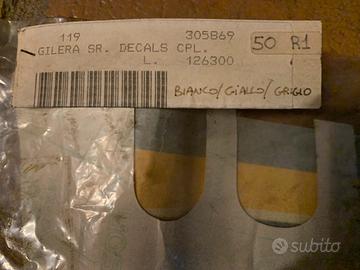 119 305869 50 R1
GILERA SR. DECALS CPL.
L. 126300
BIANCO/GIALLO/GRIGIO
subito